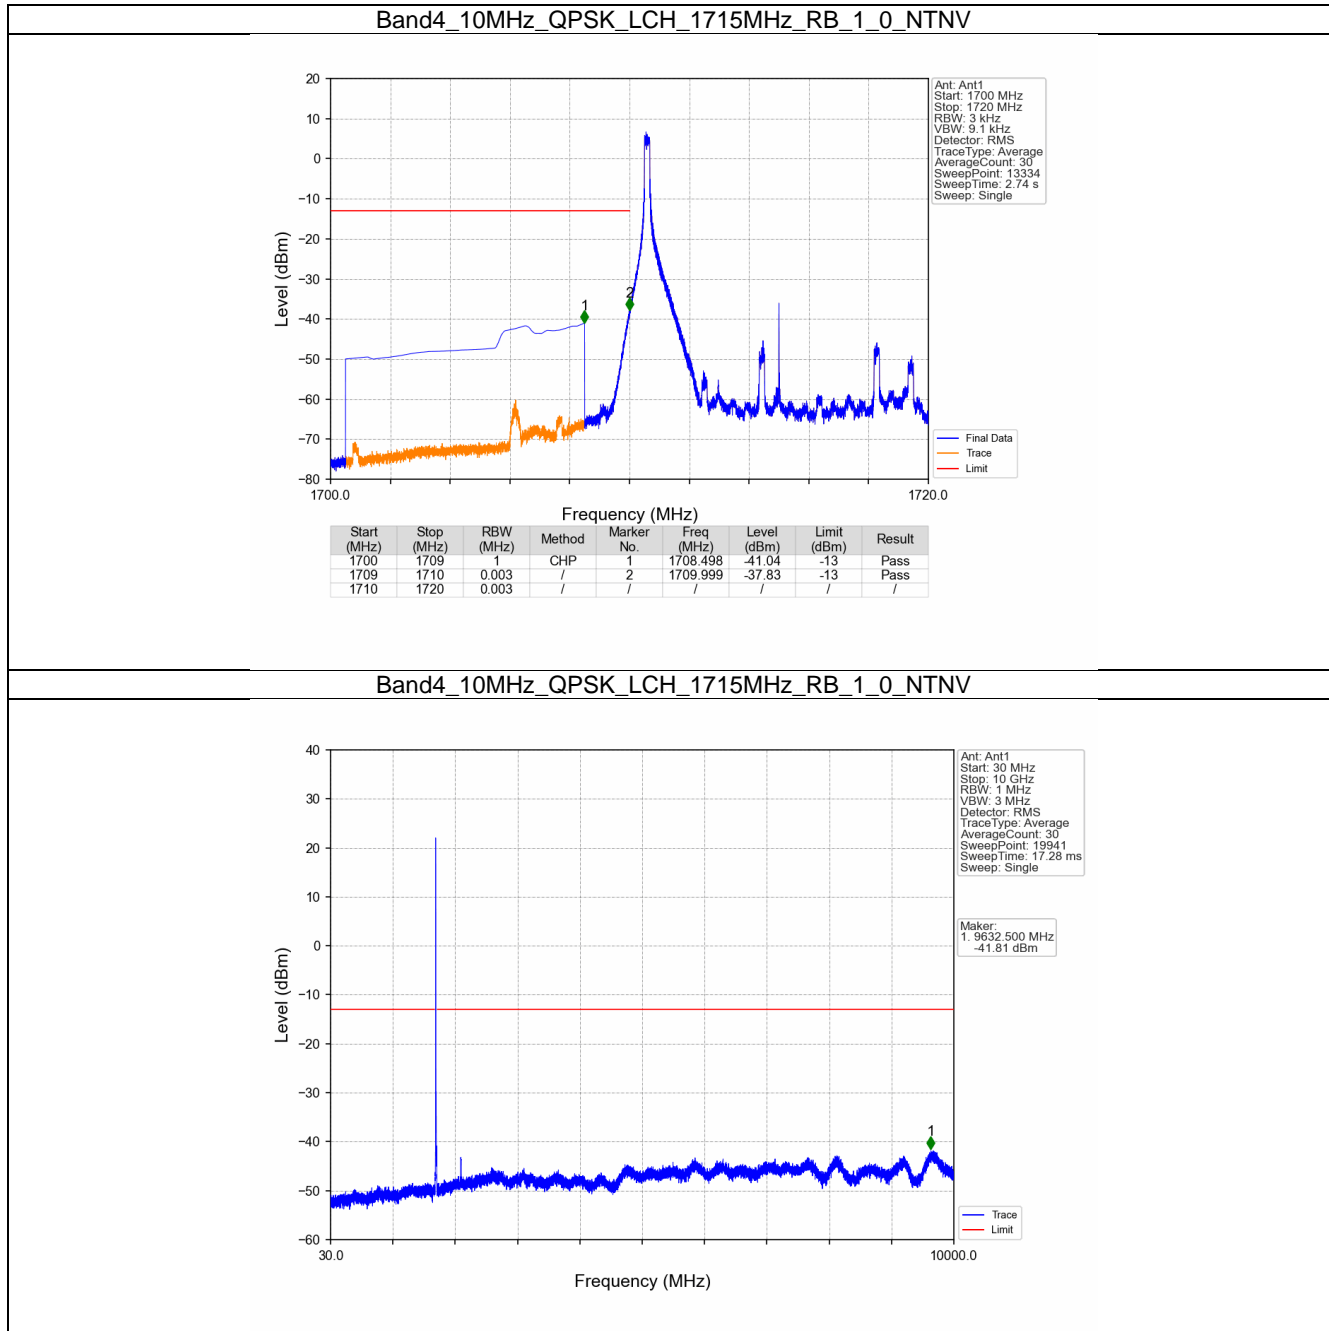 Band4_10MHz_QPSK_LCH_1715MHz_RB_1_0_NTNV
20
10
0
−10
−20
−30
−40
−50
−60
−70
−80
Level (dBm)
1
2
1700.0
1720.0
Frequency (MHz)
Ant: Ant1
Start: 1700 MHz
Stop: 1720 MHz
RBW: 3 kHz
VBW: 9.1 kHz
Detector: RMS
TraceType: Average
AverageCount: 30
SweepPoint: 13334
SweepTime: 2.74 s
Sweep: Single
Final Data
Trace
Limit
Start (MHz) Stop (MHz) RBW (MHz) Method Marker No. Freq (MHz) Level (dBm) Limit (dBm) Result
1700 1709 1 CHP 1 1708.498 -41.04 -13 Pass
1709 1710 0.003 / 2 1709.999 -37.83 -13 Pass
1710 1720 0.003 / / / / / /
Band4_10MHz_QPSK_LCH_1715MHz_RB_1_0_NTNV
40
30
20
10
0
−10
−20
−30
−40
−50
−60
Level (dBm)
1
30.0
10000.0
Frequency (MHz)
Ant: Ant1
Start: 30 MHz
Stop: 10 GHz
RBW: 1 MHz
VBW: 3 MHz
Detector: RMS
TraceType: Average
AverageCount: 30
SweepPoint: 19941
SweepTime: 17.28 ms
Sweep: Single
Maker:
1. 9632.500 MHz
-41.81 dBm
Trace
Limit